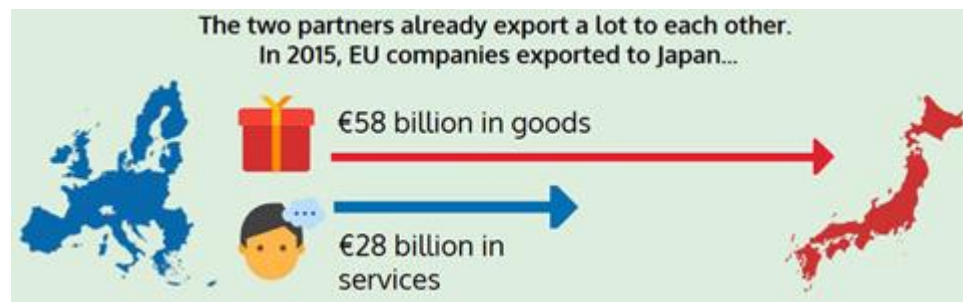 The two partners already export a lot to each other.
In 2015, EU companies exported to Japan...
€58 billion in goods
€28 billion in
services